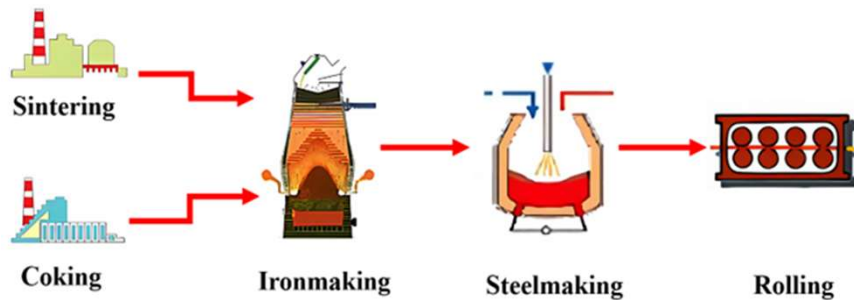 Sintering
Coking
Ironmaking
Steelmaking
Rolling